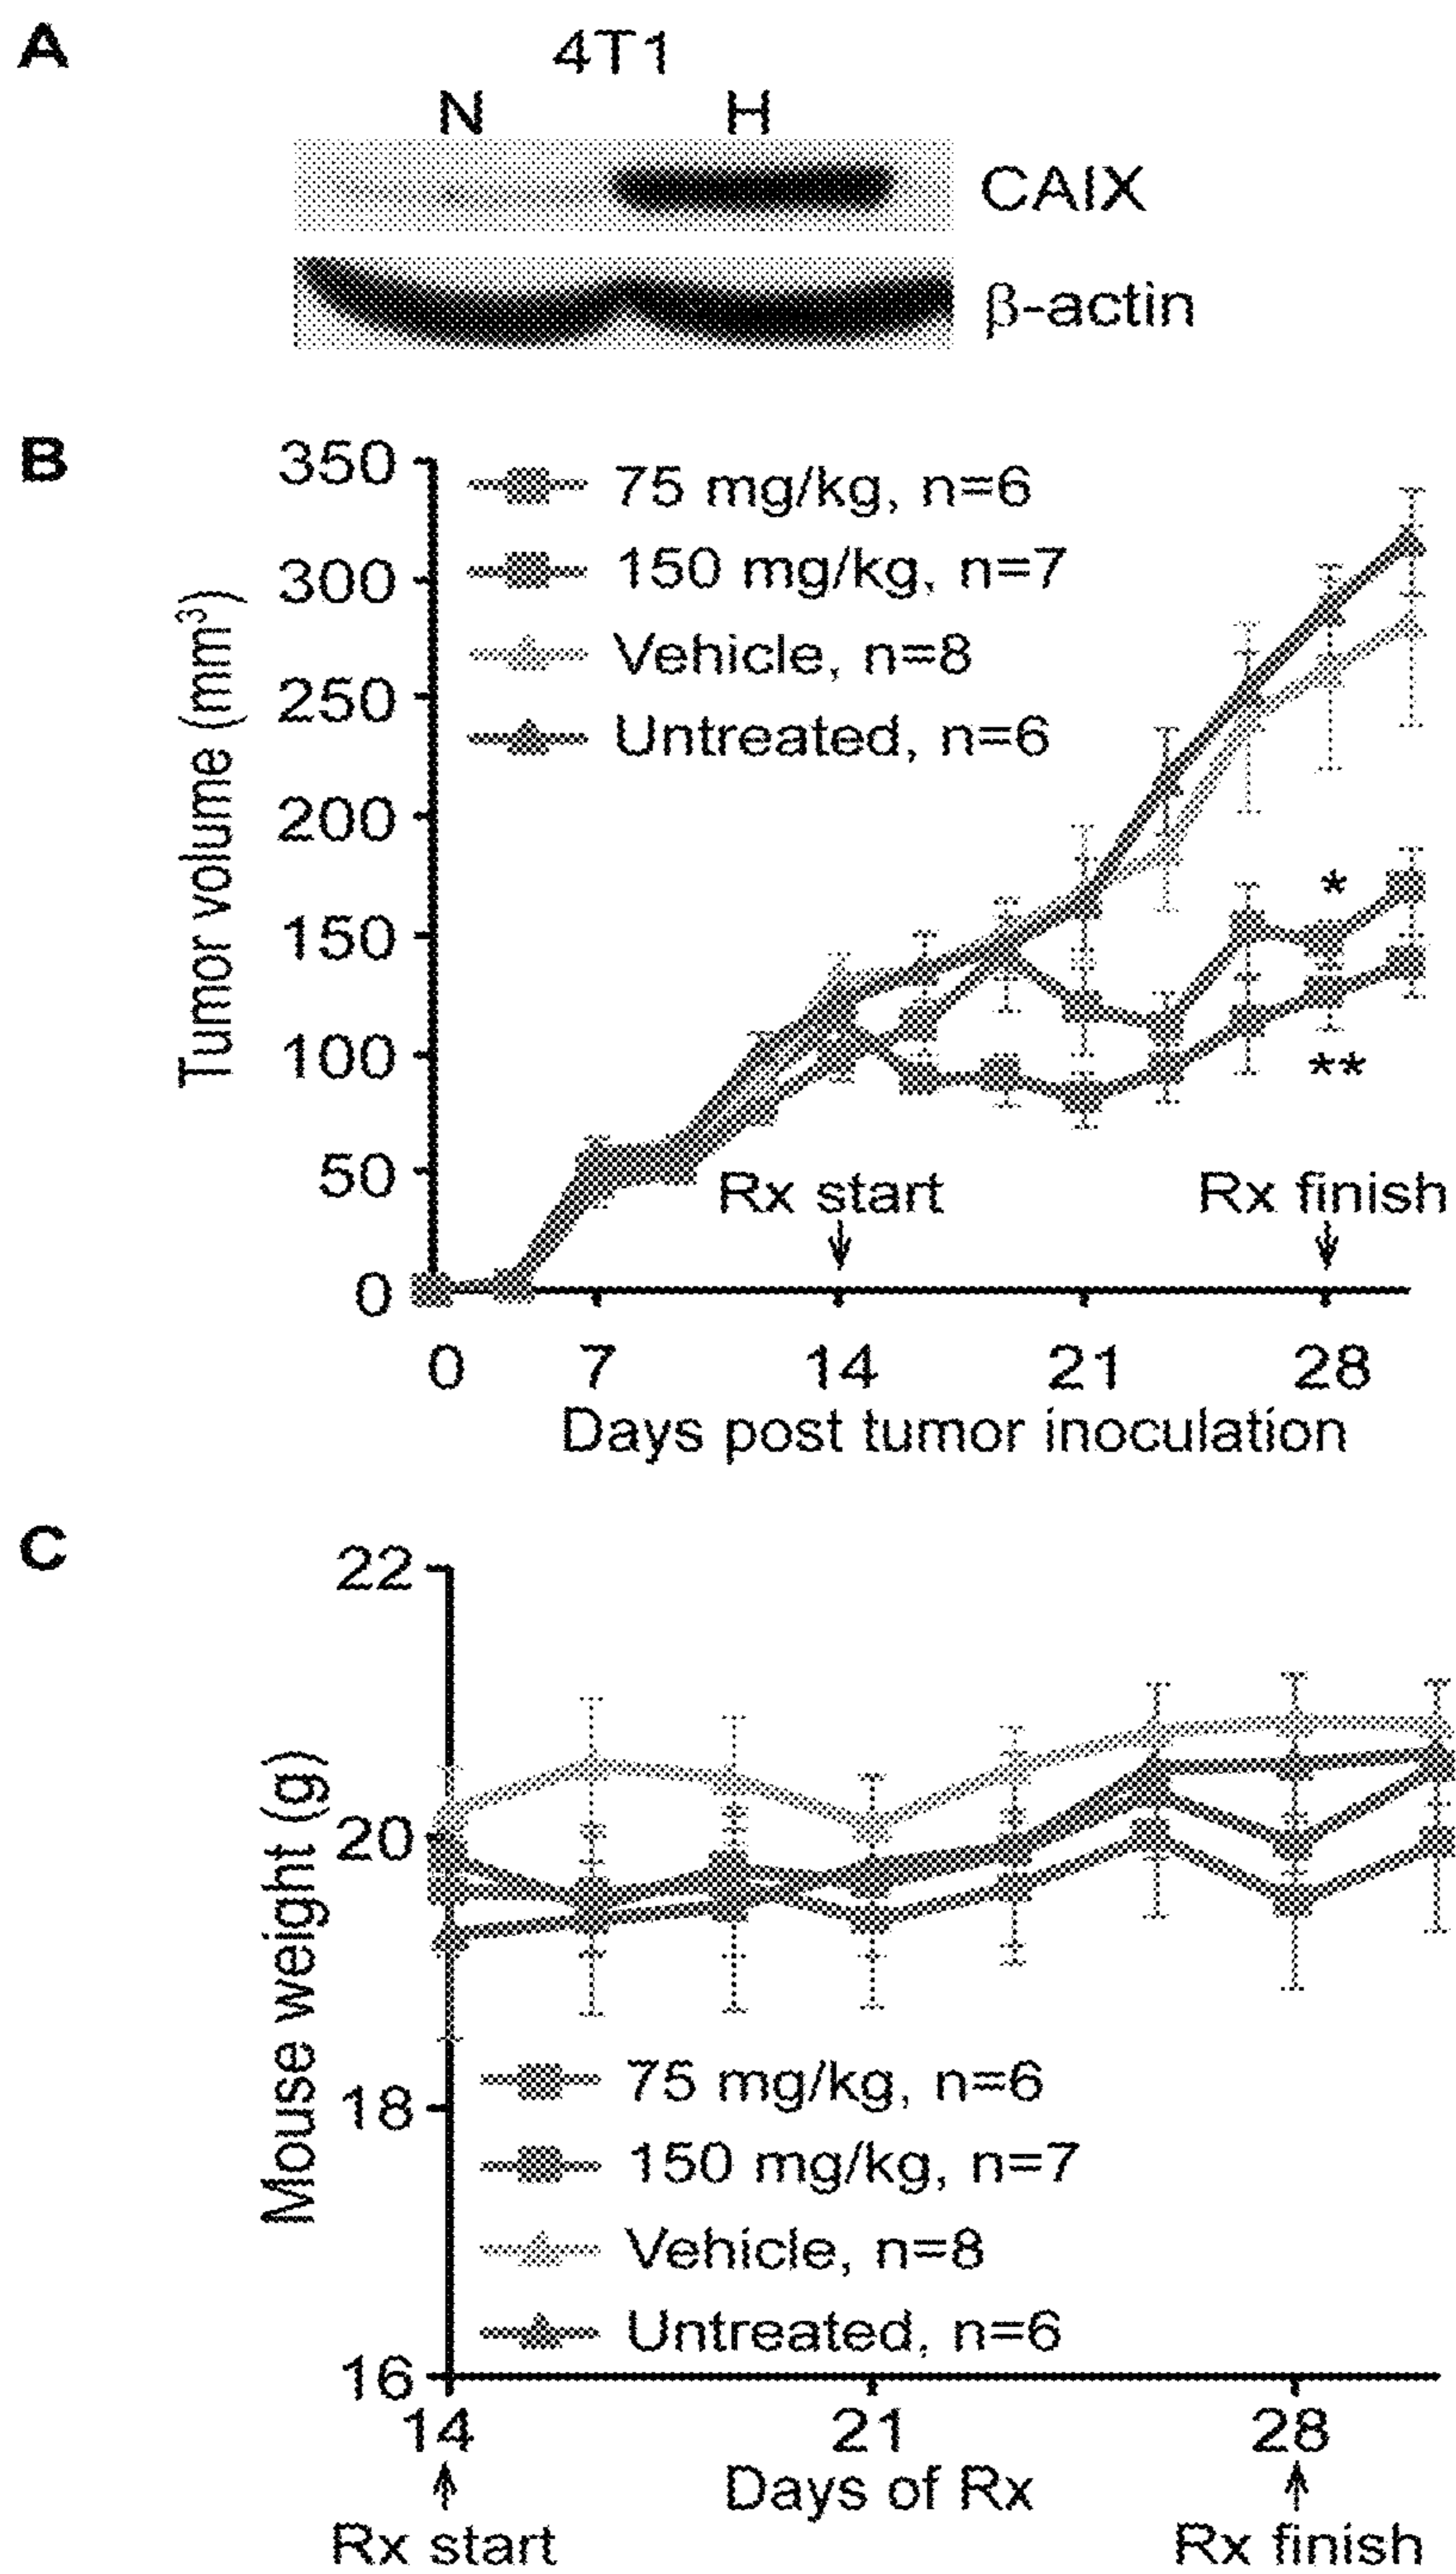 A
4T1
N H
CAIX
β-actin
B
Tumor volume (mm³)
350
300
250
200
150
100
50
0
75 mg/kg, n=6
150 mg/kg, n=7
Vehicle, n=8
Untreated, n=6
*
**
Rx start
Rx finish
0 7 14 21 28
Days post tumor inoculation
C
Mouse weight (g)
22
20
18
16
75 mg/kg, n=6
150 mg/kg, n=7
Vehicle, n=8
Untreated, n=6
14 21 28
Days of Rx
Rx start
Rx finish